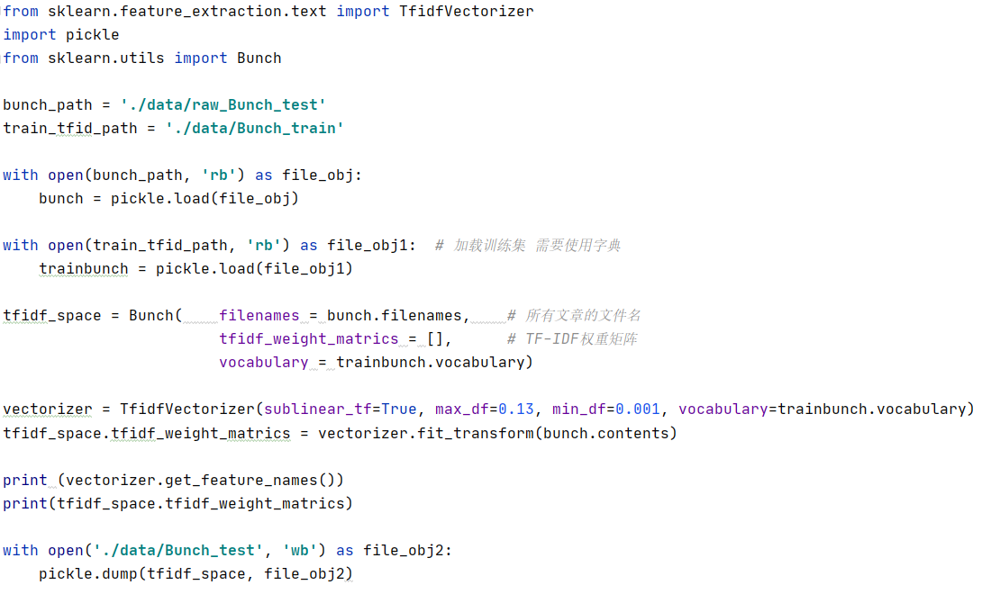 from sklearn.feature_extraction.text import TfidfVectorizer
import pickle
from sklearn.utils import Bunch
bunch_path = './data/raw_Bunch_test'
train_tfid_path = './data/Bunch_train'
with open(bunch_path, 'rb') as file_obj:
    bunch = pickle.load(file_obj)
with open(train_tfid_path, 'rb') as file_obj1:  # 加载训练集 需要使用字典
    trainbunch = pickle.load(file_obj1)
tfidf_space = Bunch(    filenames = bunch.filenames,    # 所有文章的文件名
                        tfidf_weight_matrics = [],      # TF-IDF权重矩阵
                        vocabulary = trainbunch.vocabulary)
vectorizer = TfidfVectorizer(sublinear_tf=True, max_df=0.13, min_df=0.001, vocabulary=trainbunch.vocabulary)
tfidf_space.tfidf_weight_matrics = vectorizer.fit_transform(bunch.contents)
print (vectorizer.get_feature_names())
print(tfidf_space.tfidf_weight_matrics)
with open('./data/Bunch_test', 'wb') as file_obj2:
    pickle.dump(tfidf_space, file_obj2)